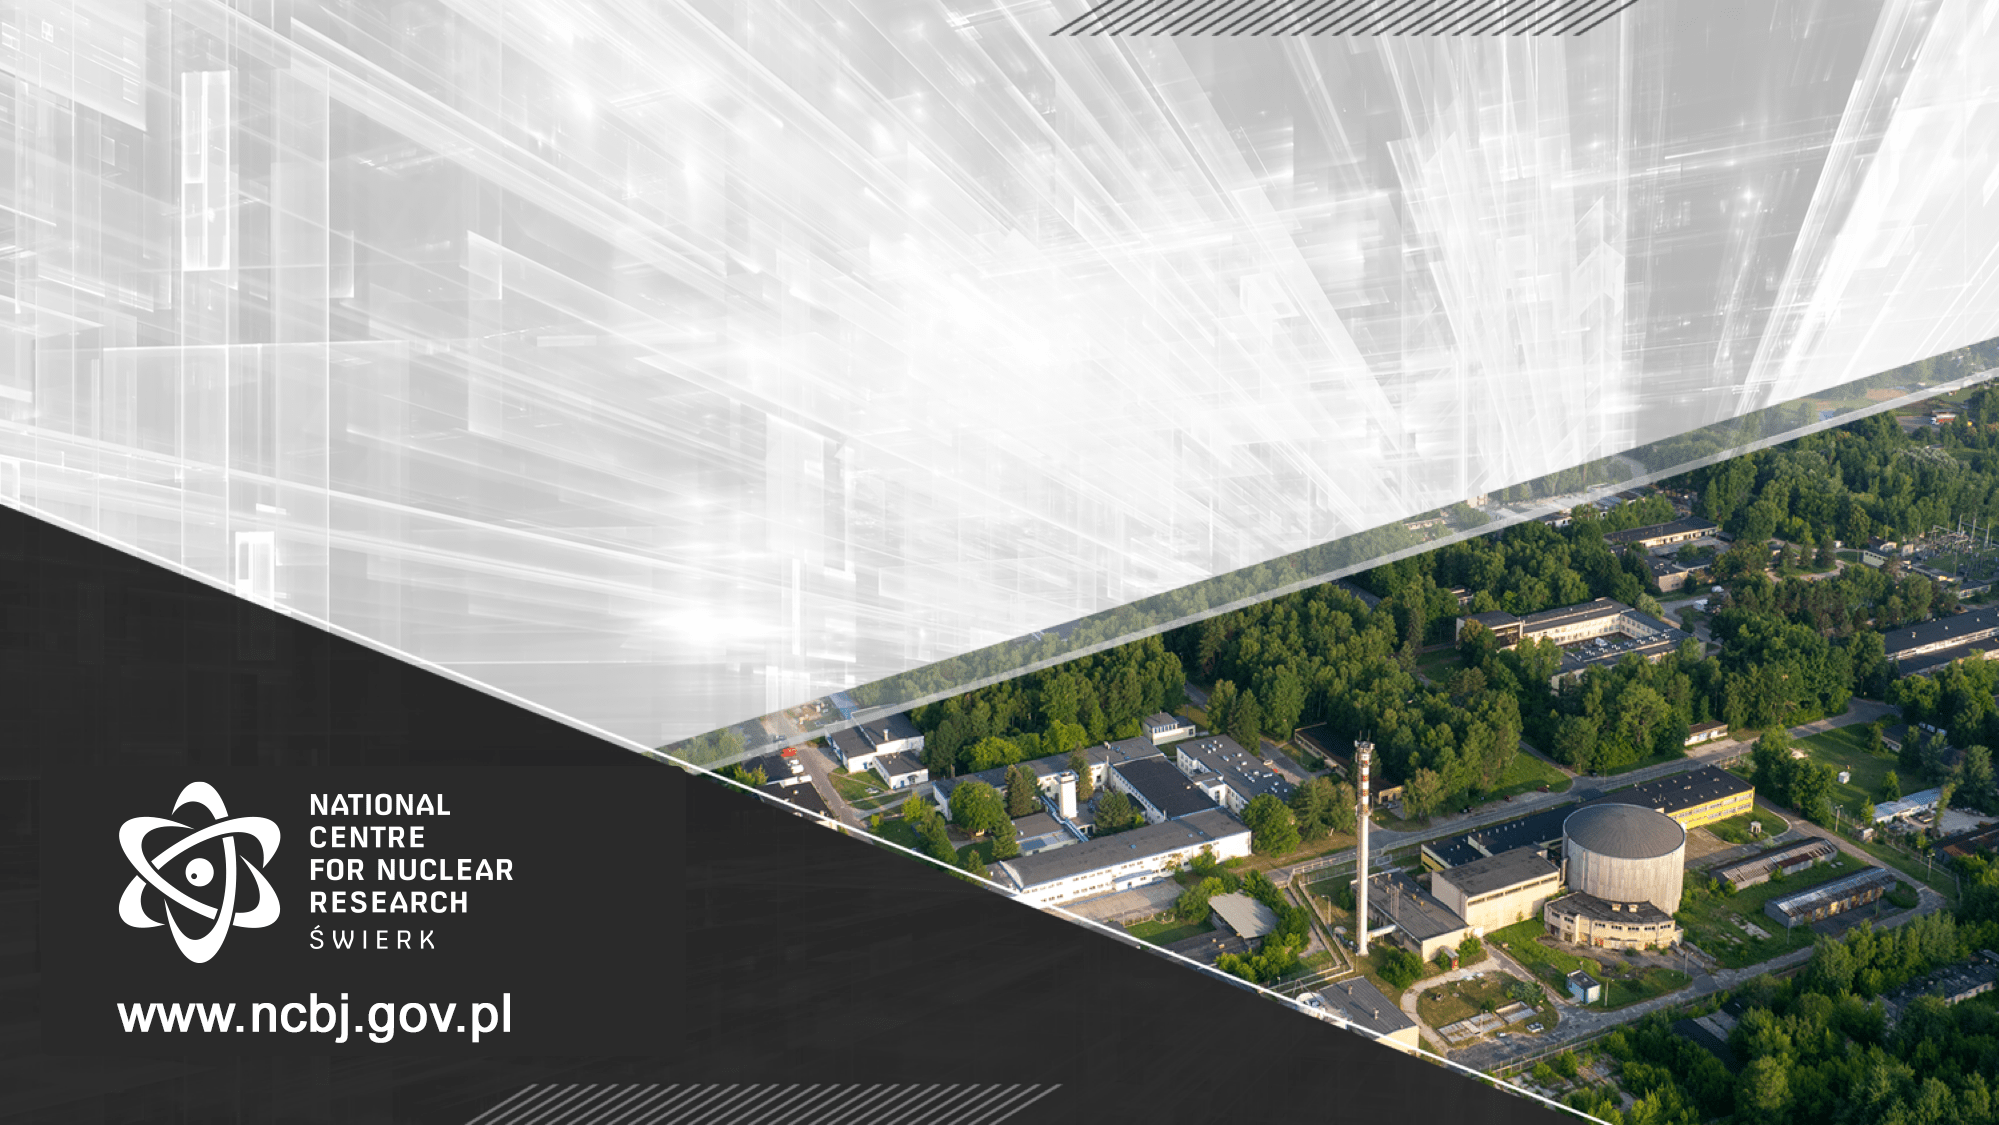 NATIONAL
CENTRE
FOR NUCLEAR
RESEARCH
ŚWIERK
www.ncbj.gov.pl